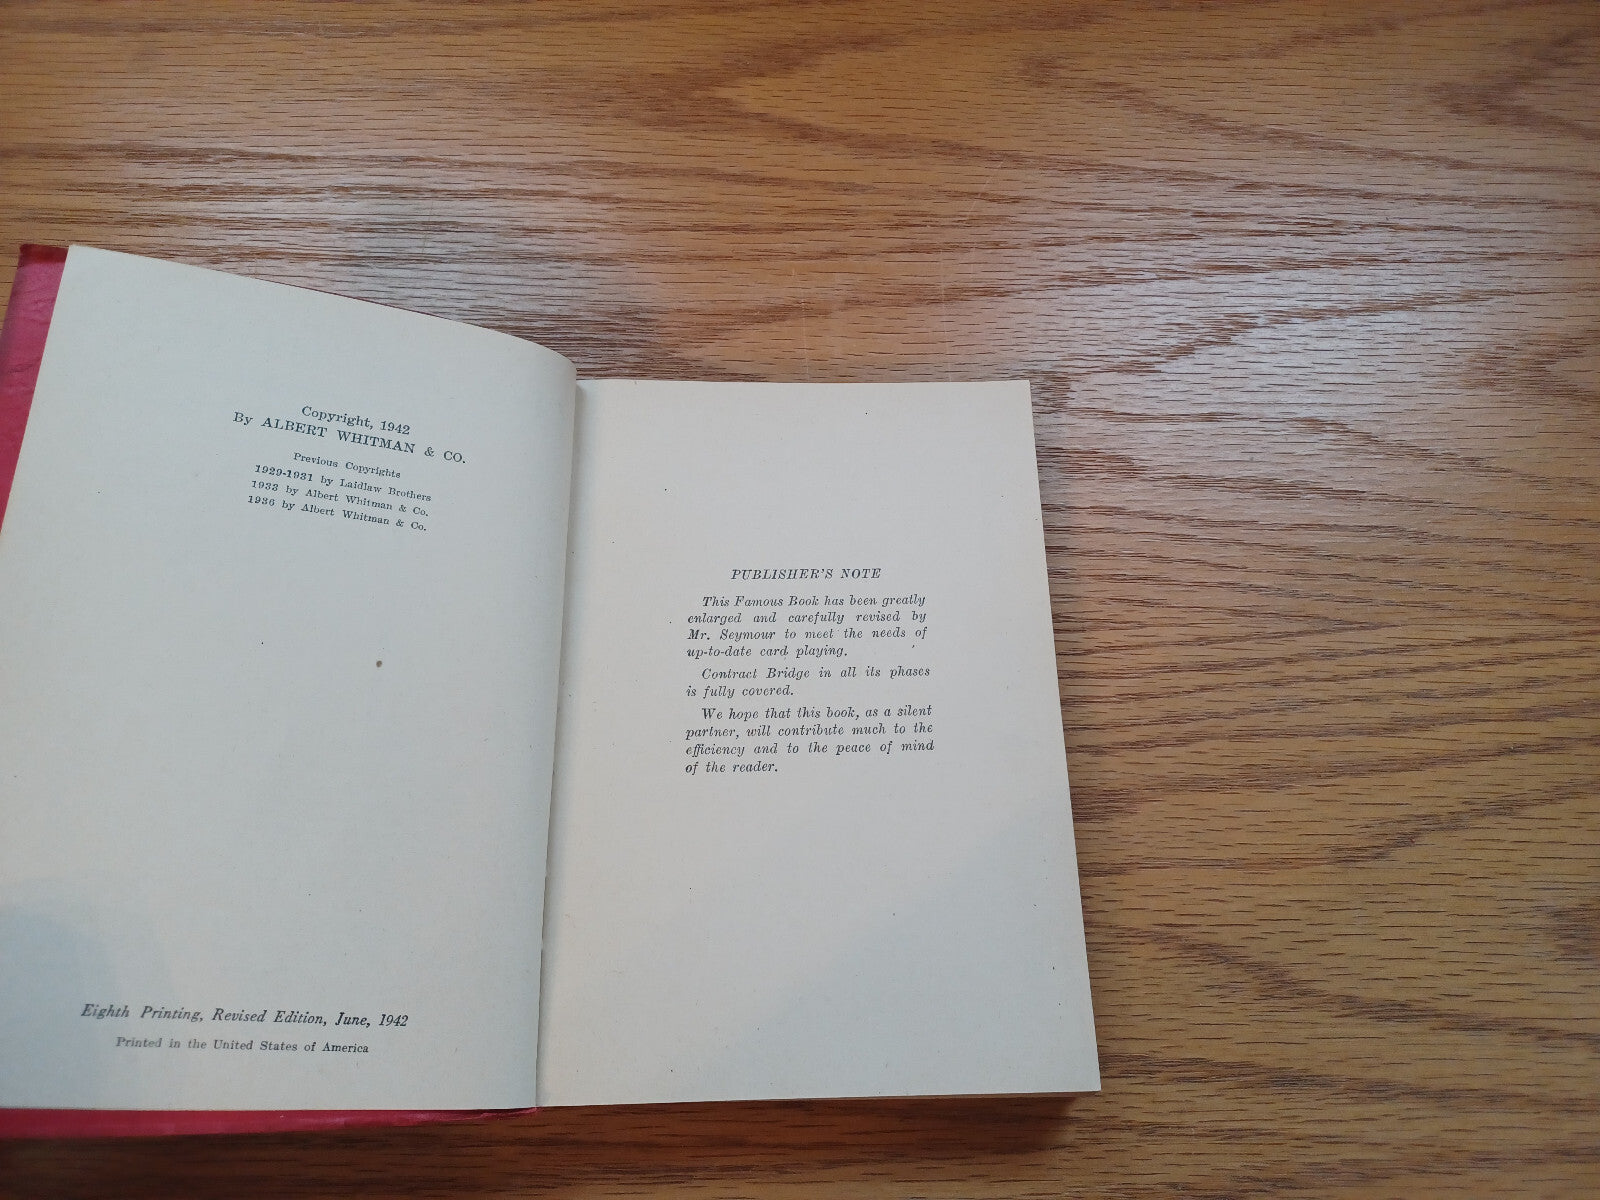 Copyright, 1942
By ALBERT WHITMAN & CO.
Previous Copyrights
1929-1931 by Laidlaw Brothers
1933 by Albert Whitman & Co.
1936 by Albert Whitman & Co.
Eighth Printing, Revised Edition, June, 1942
Printed in the United States of America
PUBLISHER'S NOTE
This Famous Book has been greatly
enlarged and carefully revised by
Mr. Seymour to meet the needs of
up-to-date card playing.
Contract Bridge in all its phases
is fully covered.
We hope that this book, as a silent
partner, will contribute much to the
efficiency and to the peace of mind
of the reader.